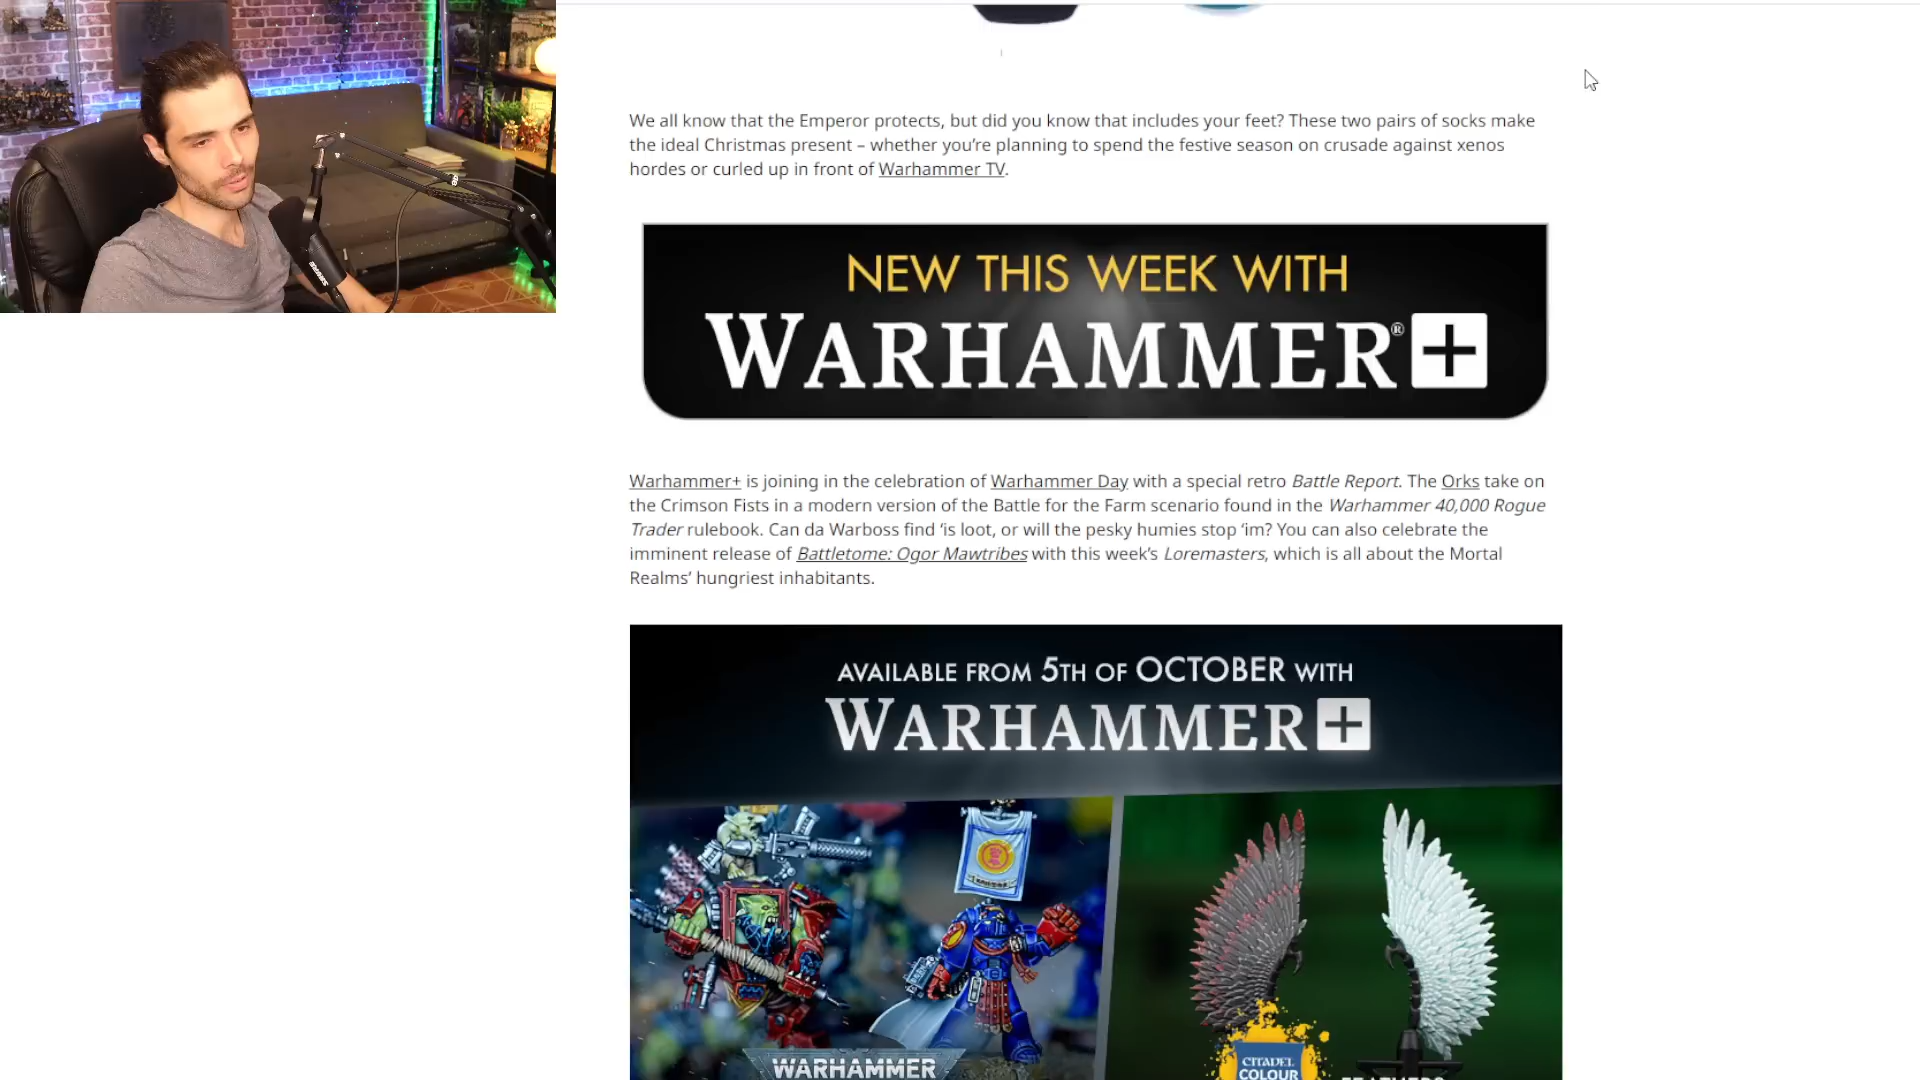 We all know that the Emperor protects, but did you know that includes your feet? These two pairs of socks make
the ideal Christmas present – whether you’re planning to spend the festive season on crusade against xenos
hordes or curled up in front of Warhammer TV.
NEW THIS WEEK WITH
WARHAMMER®+
Warhammer+ is joining in the celebration of Warhammer Day with a special retro Battle Report. The Orks take on
the Crimson Fists in a modern version of the Battle for the Farm scenario found in the Warhammer 40,000 Rogue
Trader rulebook. Can da Warboss find ‘is loot, or will the pesky humies stop ‘im? You can also celebrate the
imminent release of Battletome: Ogor Mawtribes with this week’s Loremasters, which is all about the Mortal
Realms’ hungriest inhabitants.
AVAILABLE FROM 5TH OF OCTOBER WITH
WARHAMMER+
WARHAMMER
CITADEL
COLOUR
FEATHERS